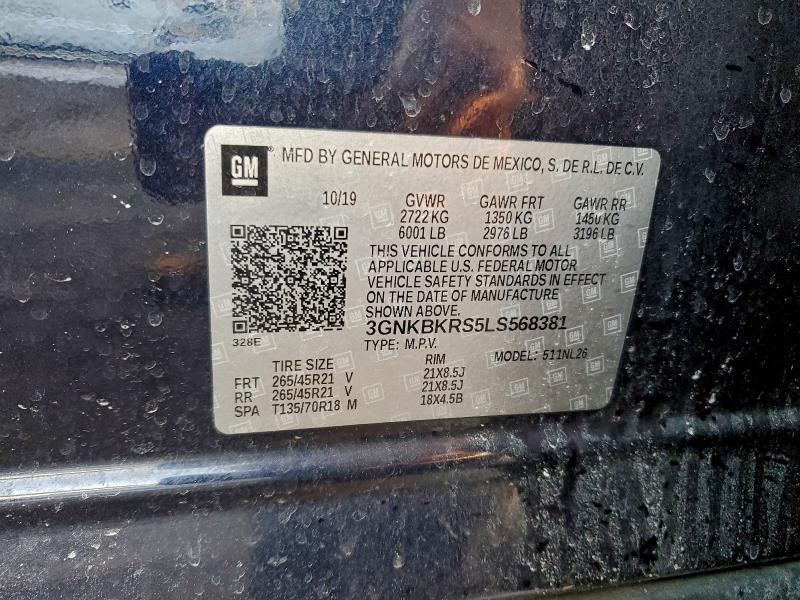 GM
MFD BY GENERAL MOTORS DE MEXICO, S. DE R.L. DE C.V.
10/19 GVWR GAWR FRT GAWR RR
2722 KG 1350 KG 1450 KG
6001 LB 2976 LB 3196 LB
THIS VEHICLE CONFORMS TO ALL
APPLICABLE U.S. FEDERAL MOTOR
VEHICLE SAFETY STANDARDS IN EFFECT
ON THE DATE OF MANUFACTURE
SHOWN ABOVE.
3GNKBKRS5LS568381
328E TYPE: M.P.V. MODEL: 511NL26
TIRE SIZE RIM
FRT 265/45R21 V 21X8.5J
RR 265/45R21 V 21X8.5J
SPA T135/70R18 M 18X4.5B